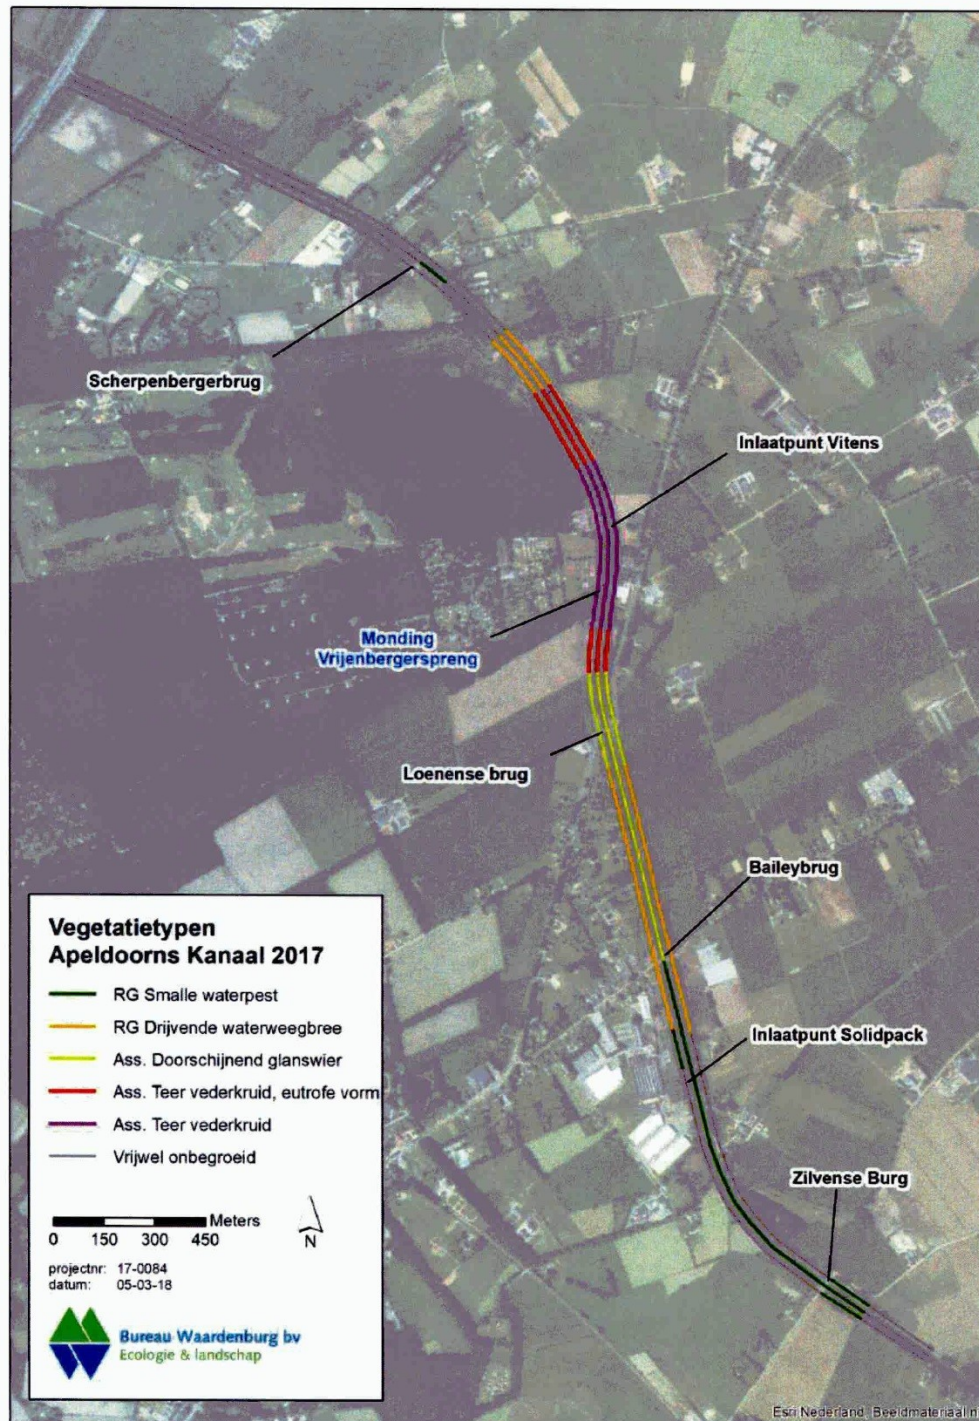 Scherpenbergerbrug
Inlaatpunt Vitens
Monding
Vrijenbergerspreng
Loenense brug
Baileybrug
Inlaatpunt Solidpack
Zilvense Burg
Vegetatietypen
Apeldoorns Kanaal 2017
RG Smalle waterpest
RG Drijvende waterweegbree
Ass. Doorschijnend glanswier
Ass. Teer vederkruid, eutrofe vorm
Ass. Teer vederkruid
Vrijwel onbegroeid
Meters
0 150 300 450
N
projectnr: 17-0084
datum: 05-03-18
Bureau Waardenburg bv
Ecologie & landschap
Esri Nederland, Beeldmateriaal.n